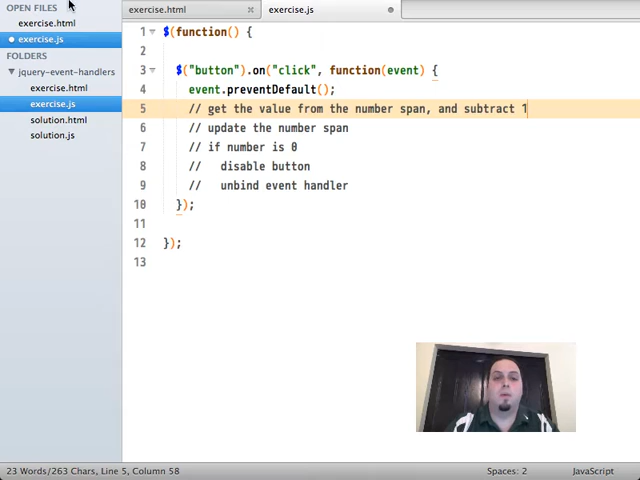 OPEN FILES
exercise.html
exercise.js
FOLDERS
jquery-event-handlers
exercise.html
exercise.js
solution.html
solution.js
exercise.html
exercise.js
1 $(function() {
2
3 $("button").on("click", function(event) {
4 event.preventDefault();
5 // get the value from the number span, and subtract 1
6 // update the number span
7 // if number is 0
8 // disable button
9 // unbind event handler
10 });
11
12 });
13
23 Words/263 Chars, Line 5, Column 58
Spaces: 2
JavaScript